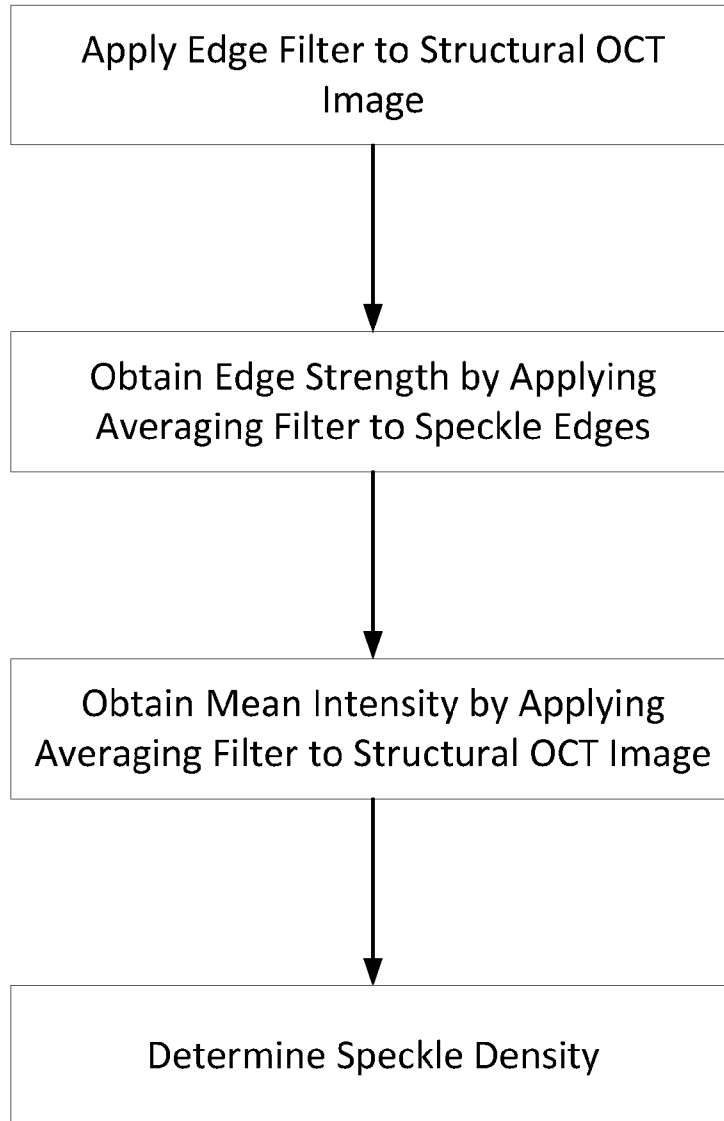 Apply Edge Filter to Structural OCT
Image
Obtain Edge Strength by Applying
Averaging Filter to Speckle Edges
Obtain Mean Intensity by Applying
Averaging Filter to Structural OCT Image
Determine Speckle Density